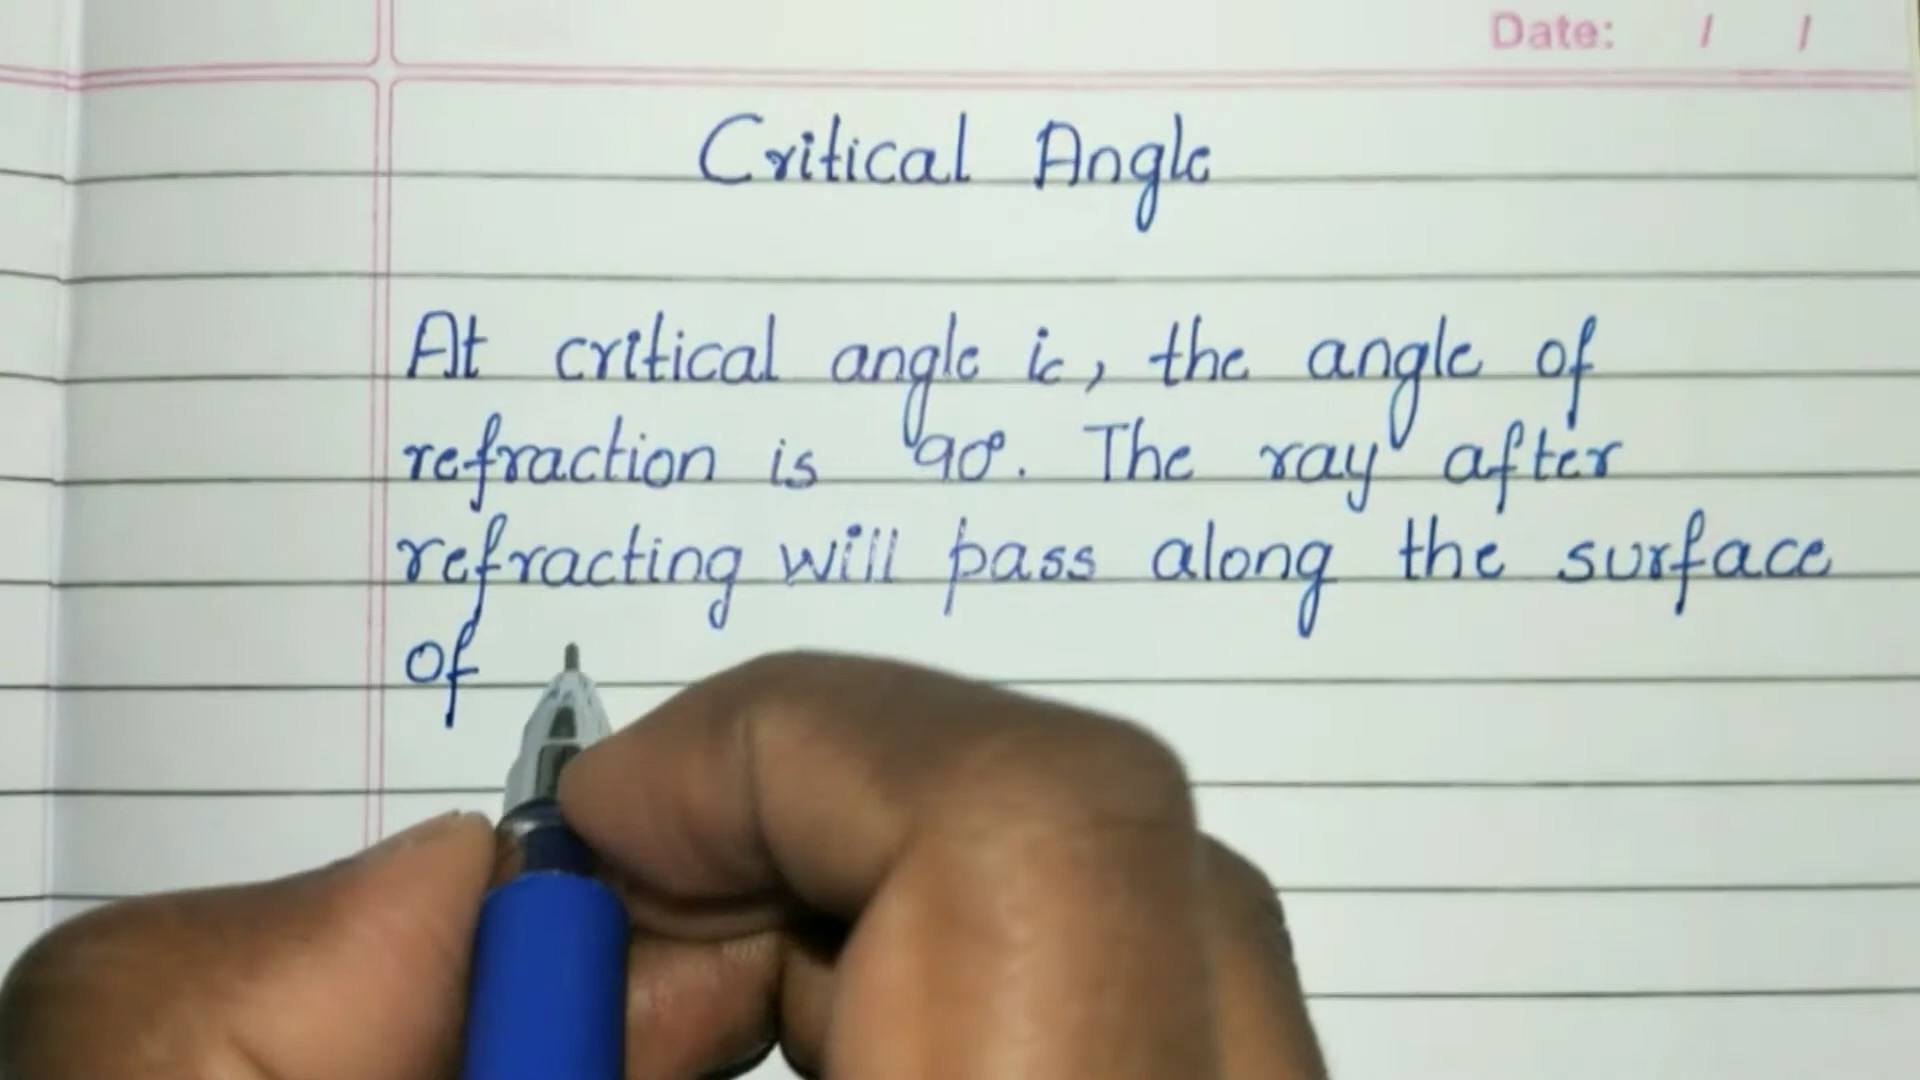 Date: / /
Critical Angle
At critical angle ic, the angle of
refraction is 90°. The ray after
refracting will pass along the surface
of